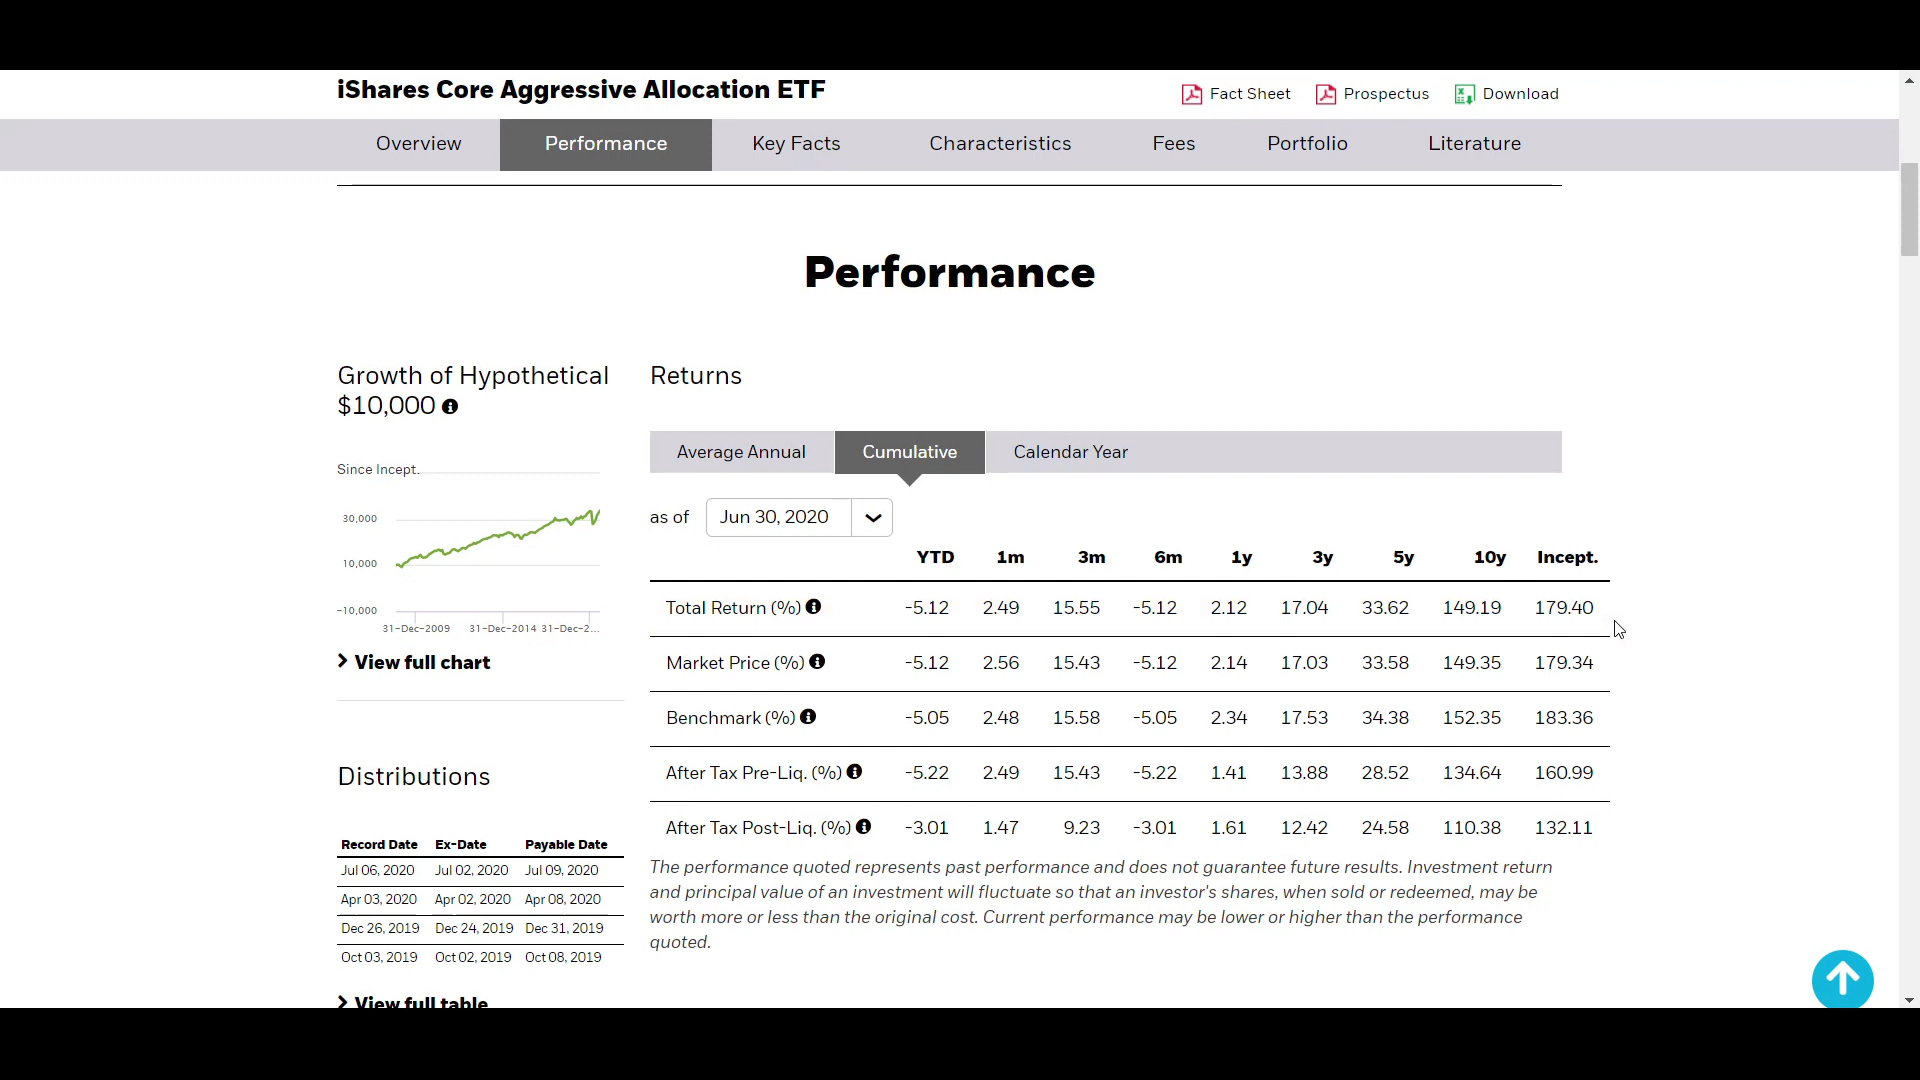 iShares Core Aggressive Allocation ETF
Fact Sheet Prospectus Download
Overview Performance Key Facts Characteristics Fees Portfolio Literature
Performance
Growth of Hypothetical
$10,000
Since Incept.
30,000
10,000
-10,000
31-Dec-2009 31-Dec-2014 31-Dec-2...
View full chart
Distributions
Record Date Ex-Date Payable Date
Jul 06, 2020 Jul 02, 2020 Jul 09, 2020
Apr 03, 2020 Apr 02, 2020 Apr 08, 2020
Dec 26, 2019 Dec 24, 2019 Dec 31, 2019
Oct 03, 2019 Oct 02, 2019 Oct 08, 2019
View full table
Returns
Average Annual Cumulative Calendar Year
as of Jun 30, 2020
YTD 1m 3m 6m 1y 3y 5y 10y Incept.
Total Return (%) -5.12 2.49 15.55 -5.12 2.12 17.04 33.62 149.19 179.40
Market Price (%) -5.12 2.56 15.43 -5.12 2.14 17.03 33.58 149.35 179.34
Benchmark (%) -5.05 2.48 15.58 -5.05 2.34 17.53 34.38 152.35 183.36
After Tax Pre-Liq. (%) -5.22 2.49 15.43 -5.22 1.41 13.88 28.52 134.64 160.99
After Tax Post-Liq. (%) -3.01 1.47 9.23 -3.01 1.61 12.42 24.58 110.38 132.11
The performance quoted represents past performance and does not guarantee future results. Investment return
and principal value of an investment will fluctuate so that an investor's shares, when sold or redeemed, may be
worth more or less than the original cost. Current performance may be lower or higher than the performance
quoted.